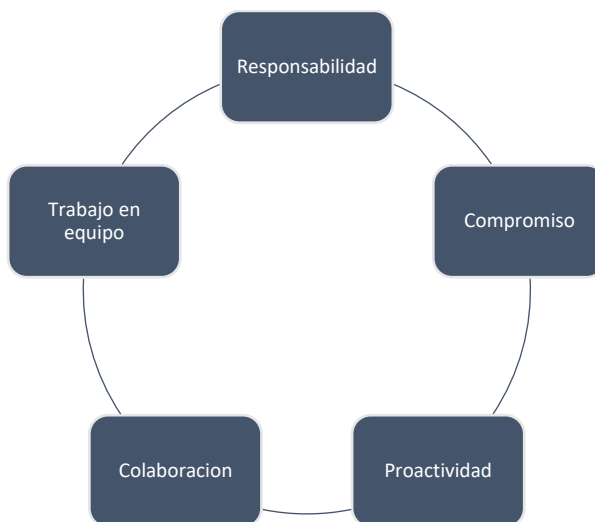 Responsabilidad
Compromiso
Proactividad
Colaboracion
Trabajo en
equipo